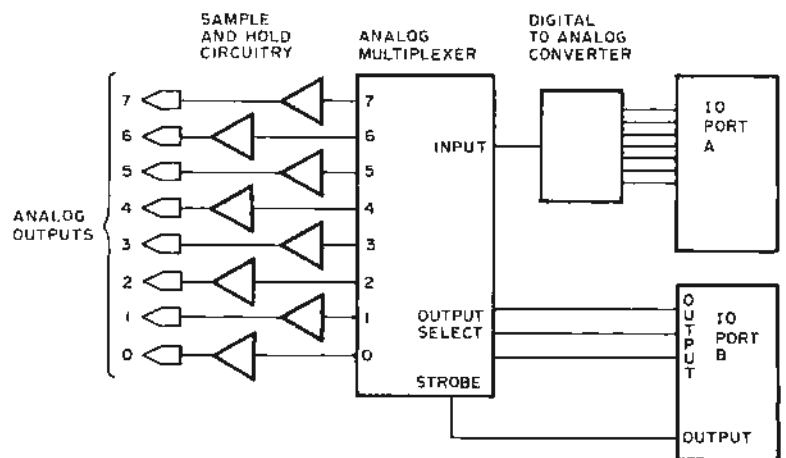 SAMPLE
AND HOLD
CIRCUITRY
ANALOG
MULTIPLEXER
DIGITAL
TO ANALOG
CONVERTER
ANALOG
OUTPUTS
7
6
5
4
3
2
1
0
7
6
5
4
3
2
1
0
INPUT
OUTPUT
SELECT
STROBE
IO
PORT
A
OUTPUT
IO
PORT
B
OUTPUT